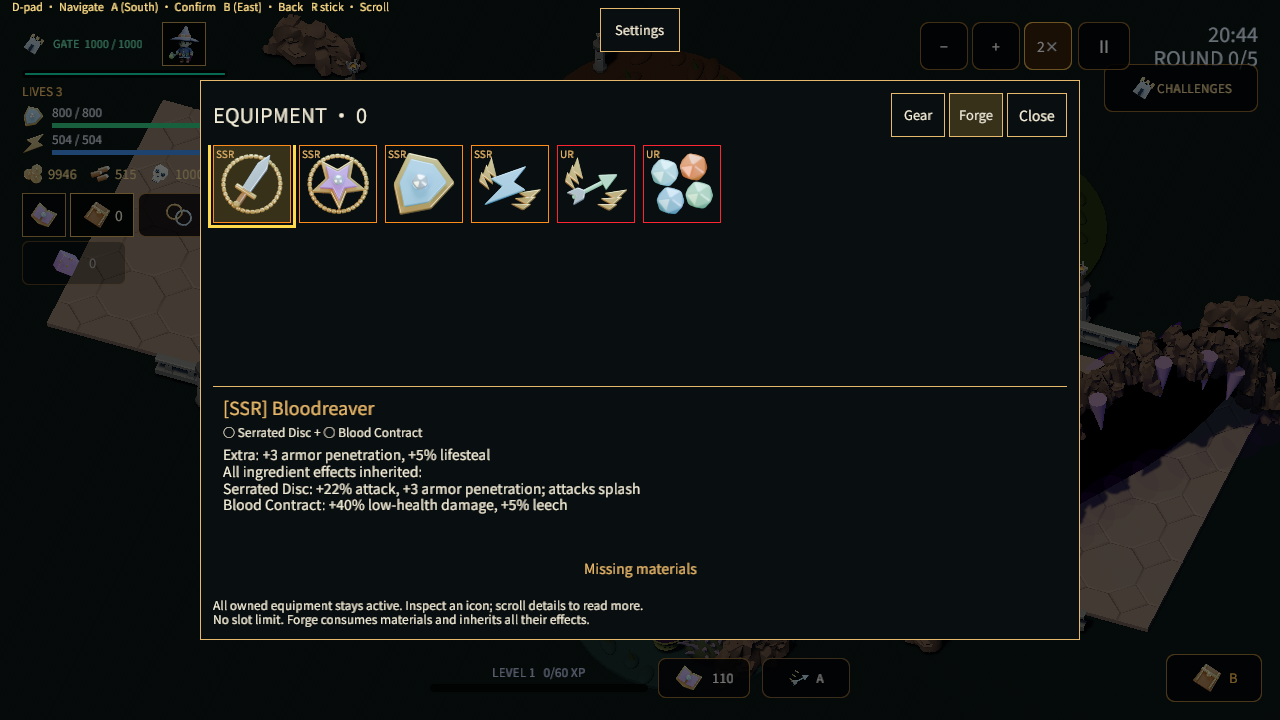 D-pad • Navigate A (South) • Confirm B (East) • Back R stick • Scroll
Settings
GATE 1000 / 1000
− + 2× II
20:44
ROUND 0/5
CHALLENGES
LIVES 3
800 / 800
504 / 504
9946 515 1000
0
0
EQUIPMENT • 0
Gear Forge Close
SSR SSR SSR SSR UR UR
[SSR] Bloodreaver
○ Serrated Disc + ○ Blood Contract
Extra: +3 armor penetration, +5% lifesteal
All ingredient effects inherited:
Serrated Disc: +22% attack, +3 armor penetration; attacks splash
Blood Contract: +40% low-health damage, +5% leech
Missing materials
All owned equipment stays active. Inspect an icon; scroll details to read more.
No slot limit. Forge consumes materials and inherits all their effects.
LEVEL 1 0/60 XP
110
A
B